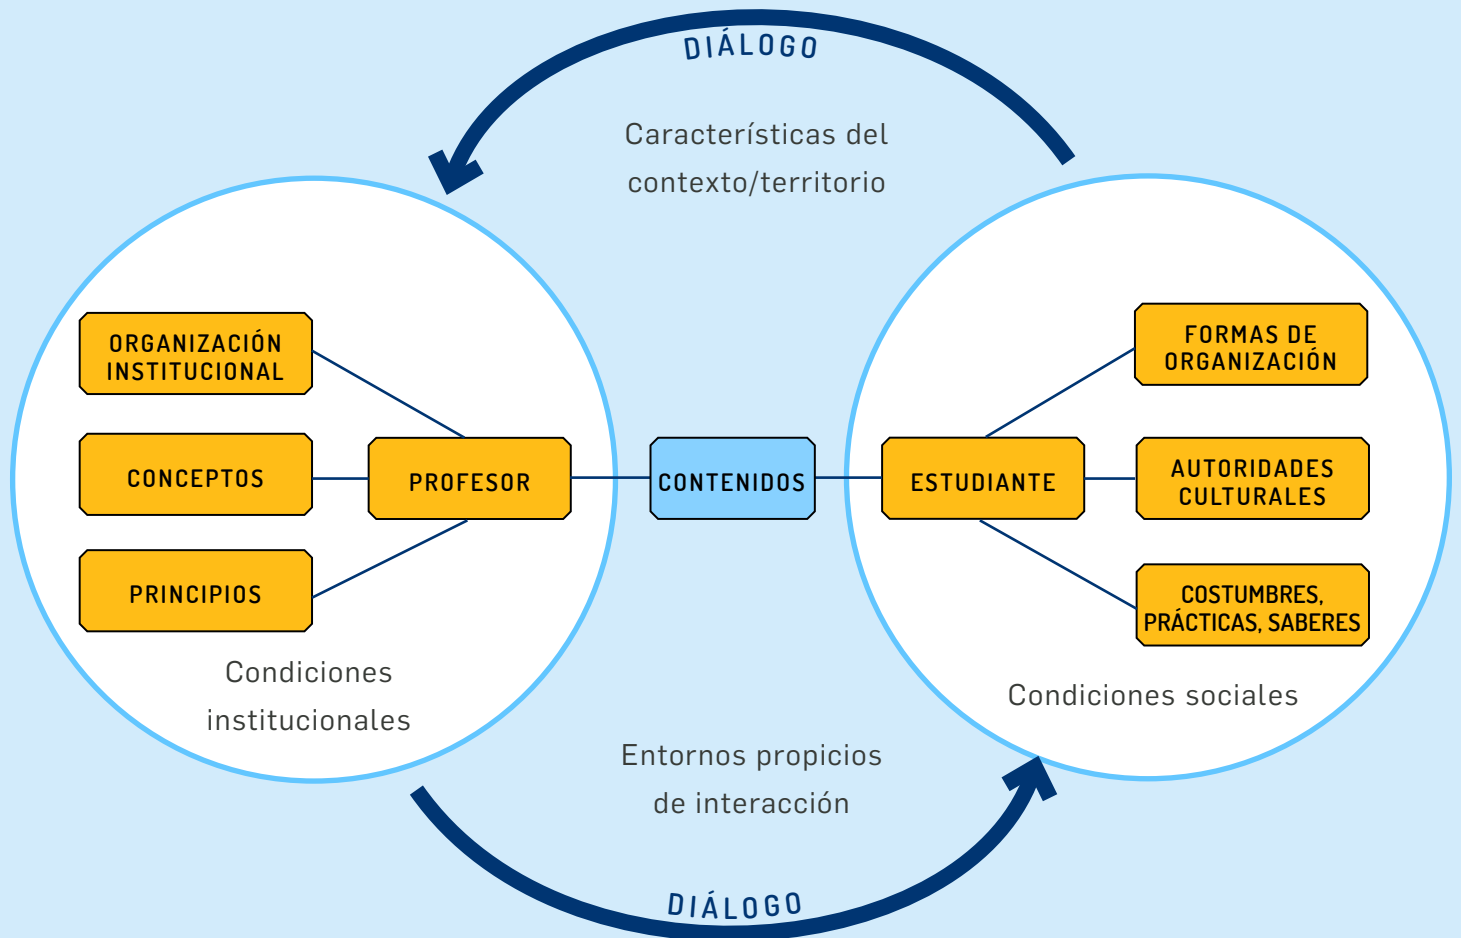 DIÁLOGO
Características del
contexto/territorio
ORGANIZACIÓN
INSTITUCIONAL
CONCEPTOS
PRINCIPIOS
PROFESOR
Condiciones
institucionales
CONTENIDOS
ESTUDIANTE
FORMAS DE
ORGANIZACIÓN
AUTORIDADES
CULTURALES
COSTUMBRES,
PRÁCTICAS, SABERES
Condiciones sociales
Entornos propicios
de interacción
DIÁLOGO